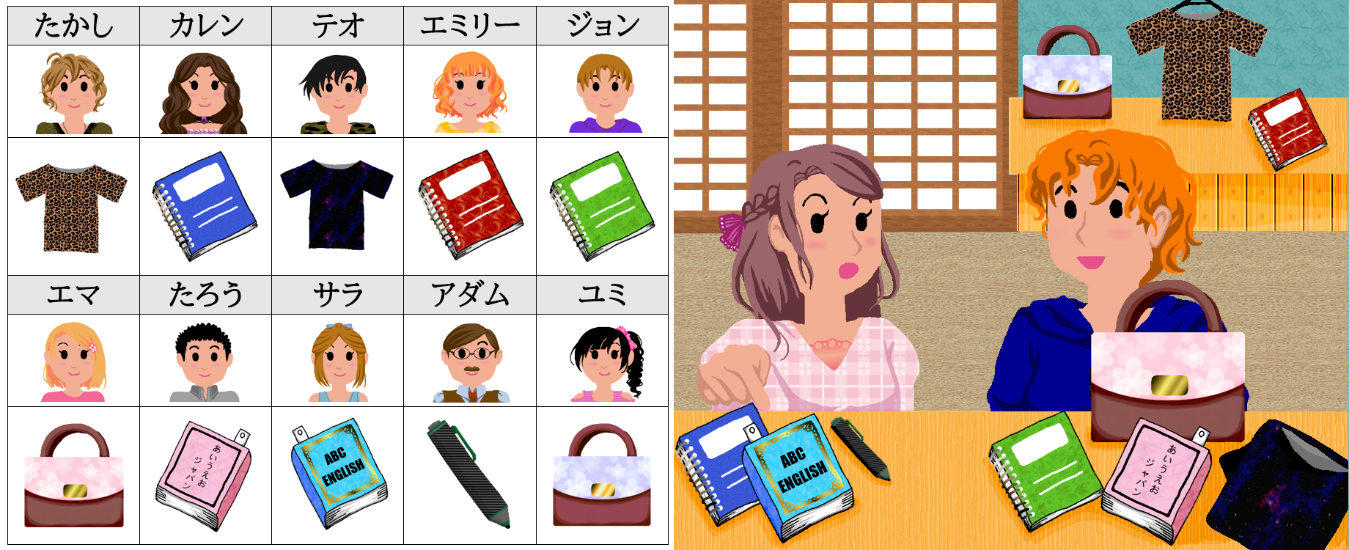 たかし カレン テオ エミリー ジョン
エマ たろう サラ アダム ユミ
あいうえお
ジャパン
ABC
ENGLISH
ABC
ENGLISH
あいうえお
ジャパン